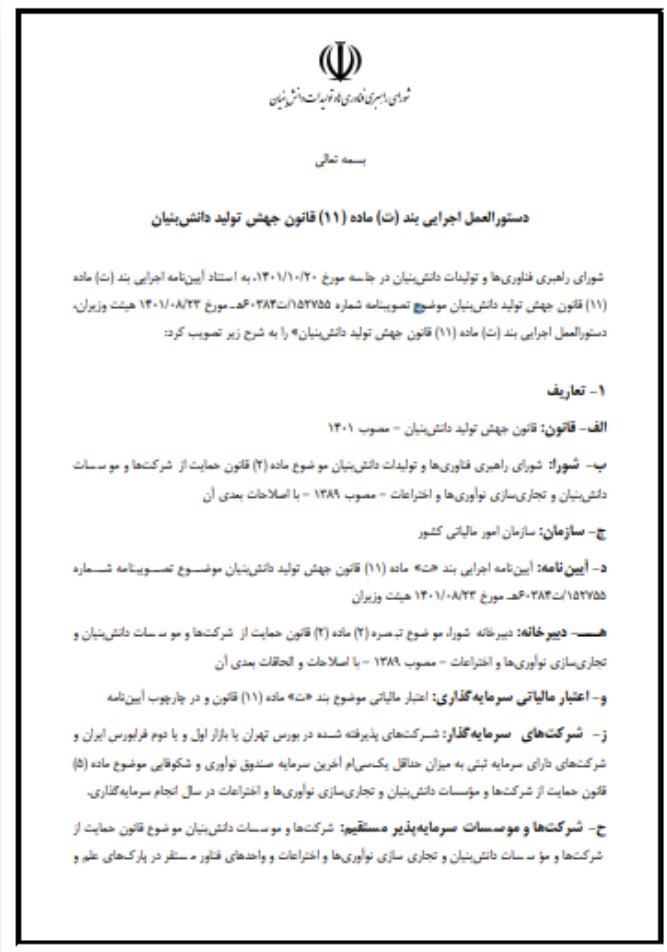 شورای راهبری فناوری‌ها و تولیدات دانش‌بنیان
بسمه تعالی
دستورالعمل اجرایی بند (ت) ماده (۱۱) قانون جهش تولید دانش‌بنیان
شورای راهبری فناوری‌ها و تولیدات دانش‌بنیان در جلسه مورخ ۱۴۰۱/۱۰/۲۰، به استناد آیین‌نامه اجرایی بند (ت) ماده
(۱۱) قانون جهش تولید دانش‌بنیان موضوع تصویبنامه شماره ۱۵۲۷۵۵/ت۶۰۳۸۴هـ مورخ ۱۴۰۱/۰۸/۲۳ هیئت وزیران،
دستورالعمل اجرایی بند (ت) ماده (۱۱) قانون جهش تولید دانش‌بنیان» را به شرح زیر تصویب کرد:
۱- تعاریف
الف- قانون: قانون جهش تولید دانش‌بنیان – مصوب ۱۴۰۱
ب- شورا: شورای راهبری فناوری‌ها و تولیدات دانش‌بنیان موضوع ماده (۲) قانون حمایت از شرکت‌ها و موسسات
دانش‌بنیان و تجاری‌سازی نوآوری‌ها و اختراعات – مصوب ۱۳۸۹ – با اصلاحات بعدی آن
ج- سازمان: سازمان امور مالیاتی کشور
د- آیین‌نامه: آیین‌نامه اجرایی بند «ت» ماده (۱۱) قانون جهش تولید دانش‌بنیان موضوع تصویبنامه شماره
۱۵۲۷۵۵/ت۶۰۳۸۴هـ مورخ ۱۴۰۱/۰۸/۲۳ هیئت وزیران
هـ- دبیرخانه: دبیرخانه شورا، موضوع تبصره (۲) ماده (۲) قانون حمایت از شرکت‌ها و موسسات دانش‌بنیان و
تجاری‌سازی نوآوری‌ها و اختراعات – مصوب ۱۳۸۹ – با اصلاحات و الحاقات بعدی آن
و- اعتبار مالیاتی سرمایه‌گذاری: اعتبار مالیاتی موضوع بند «ت» ماده (۱۱) قانون و در چارچوب آیین‌نامه
ز- شرکت‌های سرمایه‌گذار: شرکت‌های پذیرفته شده در بورس تهران یا بازار اول و یا دوم فرابورس ایران و
شرکت‌های دارای سرمایه ثبتی به میزان حداقل یک‌سی‌ام آخرین سرمایه صندوق نوآوری و شکوفایی موضوع ماده (۵)
قانون حمایت از شرکت‌ها و مؤسسات دانش‌بنیان و تجاری‌سازی نوآوری‌ها و اختراعات در سال انجام سرمایه‌گذاری.
ح- شرکت‌ها و موسسات سرمایه‌پذیر مستقیم: شرکت‌ها و موسسات دانش‌بنیان موضوع قانون حمایت از
شرکت‌ها و مؤسسات دانش‌بنیان و تجاری سازی نوآوری‌ها و اختراعات و واحدهای فناور مستقر در پارک‌های علم و